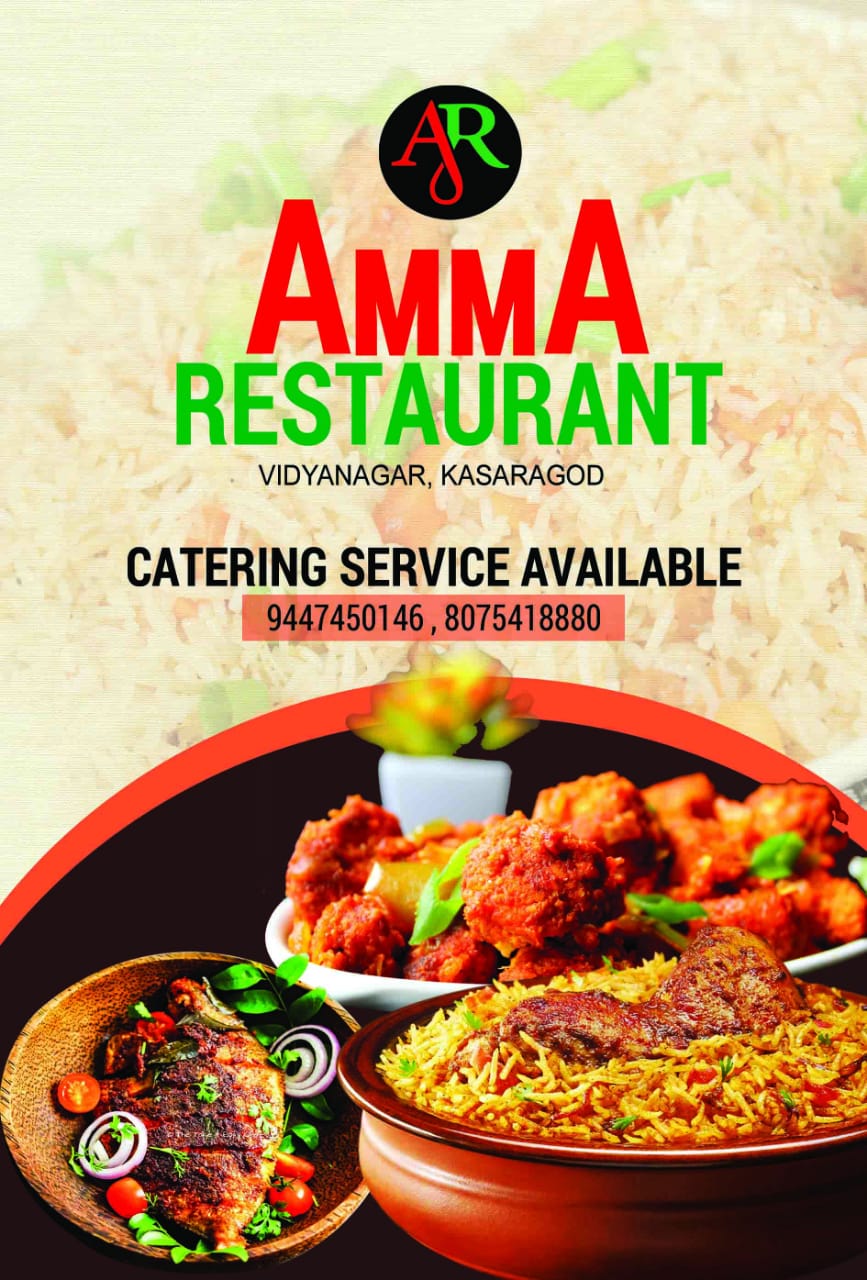 AR
AMMA
RESTAURANT
VIDYANAGAR, KASARAGOD
CATERING SERVICE AVAILABLE
9447450146 , 8075418880